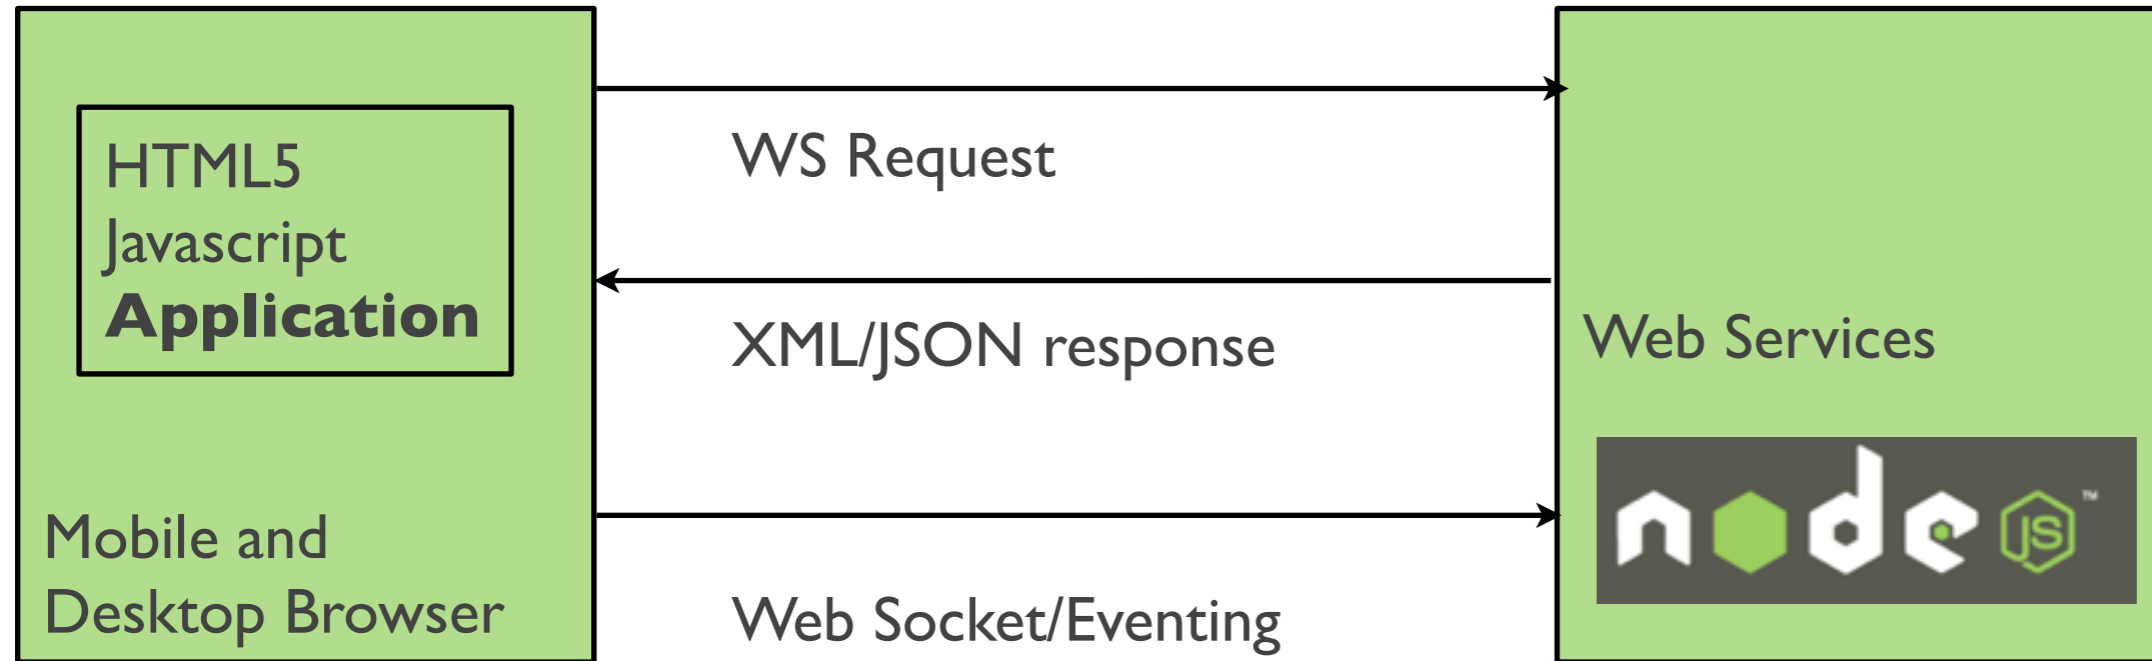 HTML5
Javascript
Application
Mobile and
Desktop Browser
WS Request
XML/JSON response
Web Socket/Eventing
Web Services
node JS ™